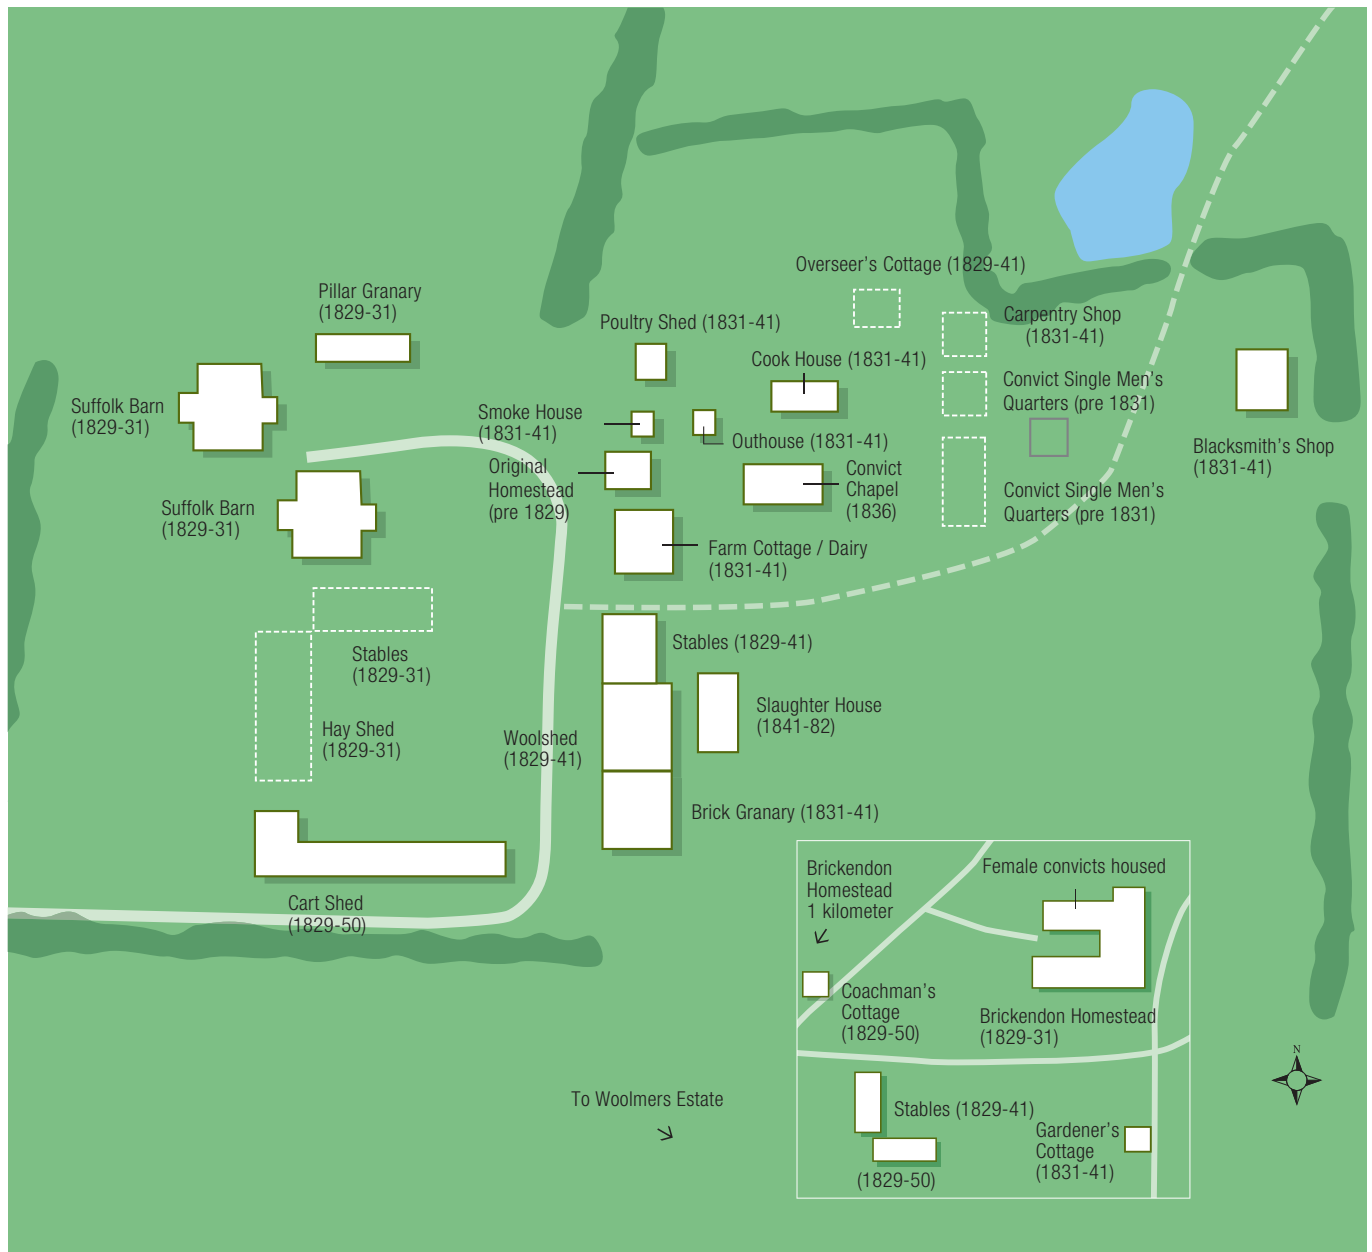 Overseer's Cottage (1829-41)
Pillar Granary
(1829-31)
Poultry Shed (1831-41)
Carpentry Shop
(1831-41)
Cook House (1831-41)
Convict Single Men's
Quarters (pre 1831)
Suffolk Barn
(1829-31)
Smoke House
(1831-41)
Outhouse (1831-41)
Blacksmith's Shop
(1831-41)
Original
Homestead
(pre 1829)
Convict
Chapel
(1836)
Convict Single Men's
Quarters (pre 1831)
Suffolk Barn
(1829-31)
Farm Cottage / Dairy
(1831-41)
Stables
(1829-31)
Stables (1829-41)
Slaughter House
(1841-82)
Hay Shed
(1829-31)
Woolshed
(1829-41)
Brick Granary (1831-41)
Cart Shed
(1829-50)
Brickendon
Homestead
1 kilometer
Female convicts housed
Coachman's
Cottage
(1829-50)
Brickendon Homestead
(1829-31)
N
To Woolmers Estate
Stables (1829-41)
Gardener's
Cottage
(1831-41)
(1829-50)